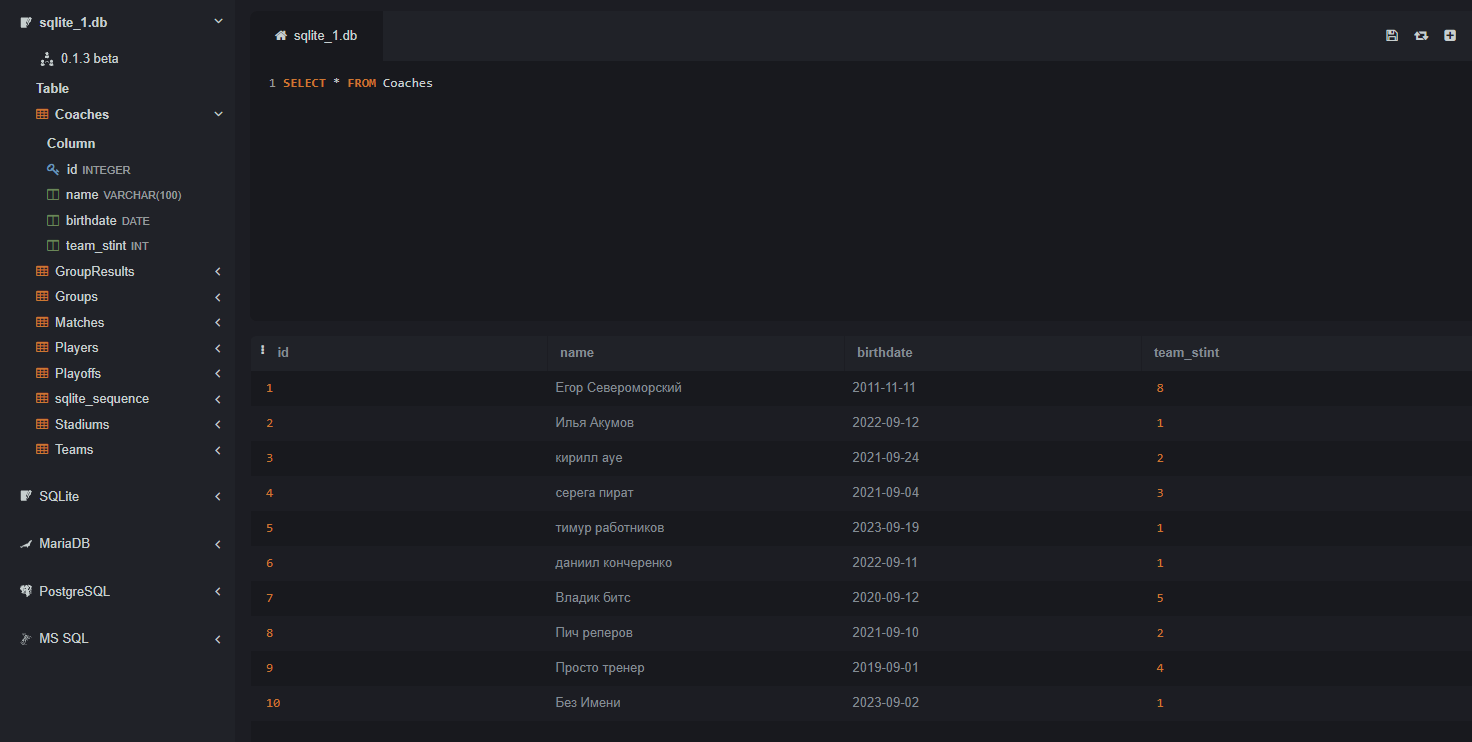 sqlite_1.db
0.1.3 beta
Table
Coaches
Column
id INTEGER
name VARCHAR(100)
birthdate DATE
team_stint INT
GroupResults
Groups
Matches
Players
Playoffs
sqlite_sequence
Stadiums
Teams
SQLite
MariaDB
PostgreSQL
MS SQL
sqlite_1.db
1 SELECT * FROM Coaches
id name birthdate team_stint
1 Егор Североморский 2011-11-11 8
2 Илья Акумов 2022-09-12 1
3 кирилл ауе 2021-09-24 2
4 серега пират 2021-09-04 3
5 тимур работников 2023-09-19 1
6 даниил кончеренко 2022-09-11 1
7 Владик битс 2020-09-12 5
8 Пич реперов 2021-09-10 2
9 Просто тренер 2019-09-01 4
10 Без Имени 2023-09-02 1